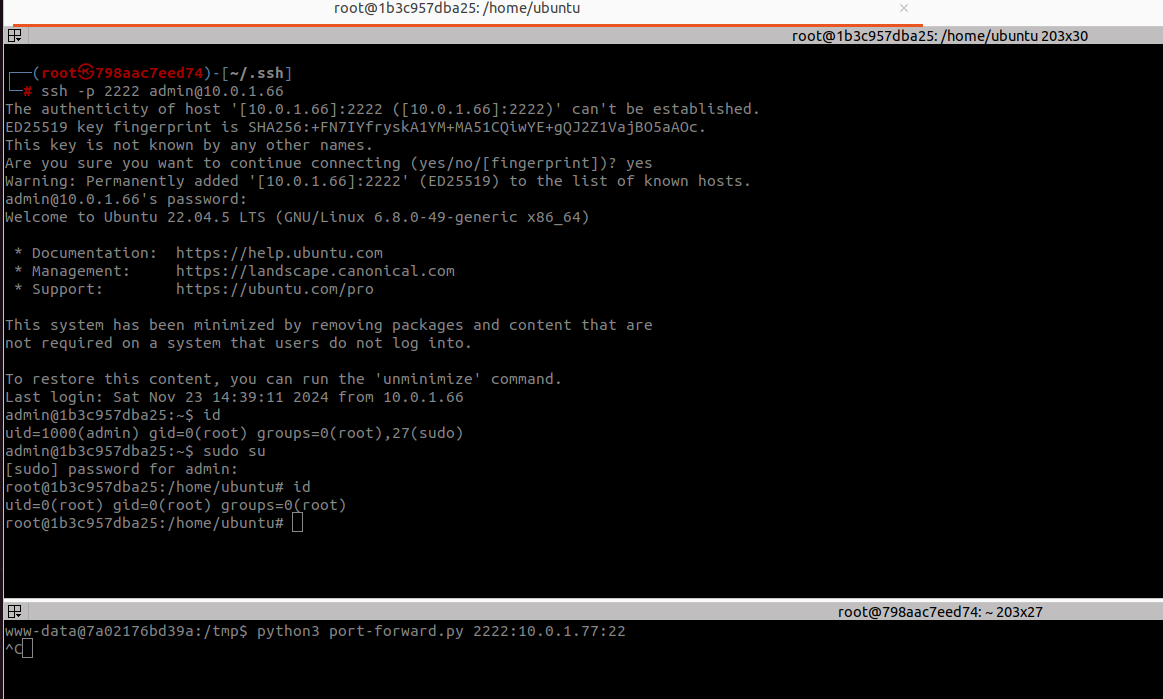 root@1b3c957dba25: /home/ubuntu
root@1b3c957dba25: /home/ubuntu 203x30
┌──(root㉿798aac7eed74)-[~/.ssh]
└─# ssh -p 2222 admin@10.0.1.66
The authenticity of host '[10.0.1.66]:2222 ([10.0.1.66]:2222)' can't be established.
ED25519 key fingerprint is SHA256:+FN7IYfryskA1YM+MA51CQiwYE+gQJ2Z1VajBO5aAOc.
This key is not known by any other names.
Are you sure you want to continue connecting (yes/no/[fingerprint])? yes
Warning: Permanently added '[10.0.1.66]:2222' (ED25519) to the list of known hosts.
admin@10.0.1.66's password:
Welcome to Ubuntu 22.04.5 LTS (GNU/Linux 6.8.0-49-generic x86_64)
* Documentation:  https://help.ubuntu.com
* Management:     https://landscape.canonical.com
* Support:        https://ubuntu.com/pro
This system has been minimized by removing packages and content that are
not required on a system that users do not log into.
To restore this content, you can run the 'unminimize' command.
Last login: Sat Nov 23 14:39:11 2024 from 10.0.1.66
admin@1b3c957dba25:~$ id
uid=1000(admin) gid=0(root) groups=0(root),27(sudo)
admin@1b3c957dba25:~$ sudo su
[sudo] password for admin:
root@1b3c957dba25:/home/ubuntu# id
uid=0(root) gid=0(root) groups=0(root)
root@1b3c957dba25:/home/ubuntu#
root@798aac7eed74: ~ 203x27
www-data@7a02176bd39a:/tmp$ python3 port-forward.py 2222:10.0.1.77:22
^C